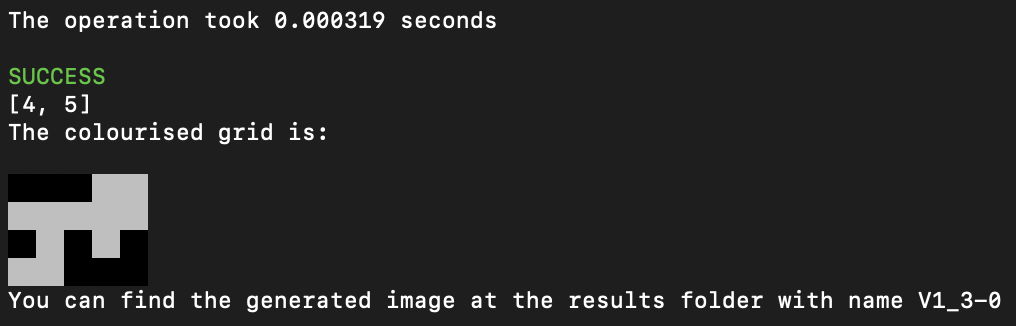 The operation took 0.000319 seconds
SUCCESS
[4, 5]
The colourised grid is:
You can find the generated image at the results folder with name V1_3-0